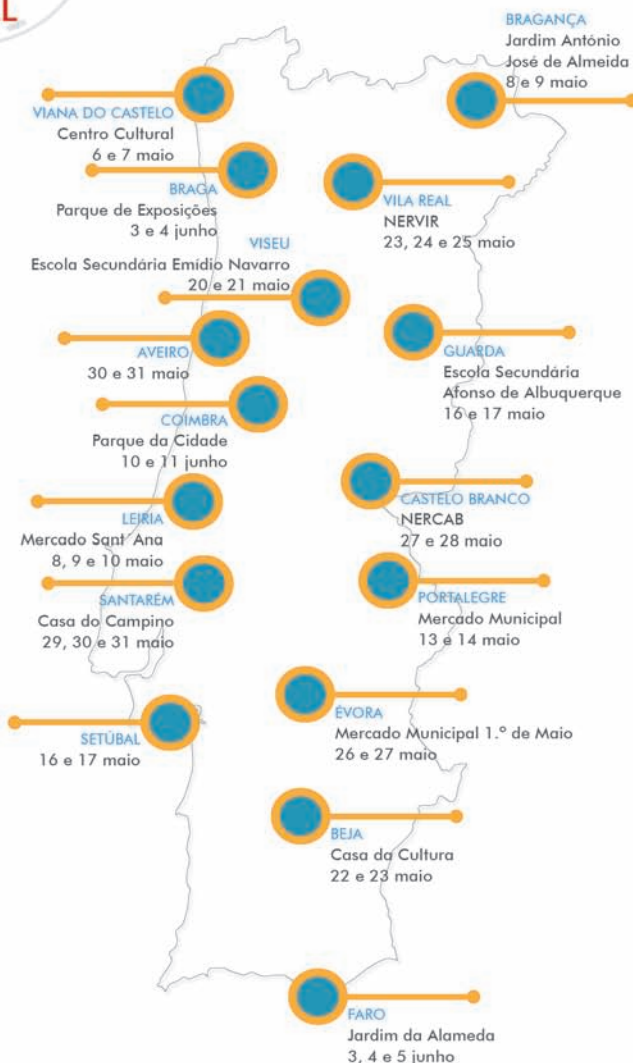 L
BRAGANÇA
Jardim António
José de Almeida
8 e 9 maio
VIANA DO CASTELO
Centro Cultural
6 e 7 maio
BRAGA
Parque de Exposições
3 e 4 junho
VILA REAL
NERVIR
23, 24 e 25 maio
VISEU
Escola Secundária Emídio Navarro
20 e 21 maio
AVEIRO
30 e 31 maio
GUARDA
Escola Secundária
Afonso de Albuquerque
16 e 17 maio
COIMBRA
Parque da Cidade
10 e 11 junho
LEIRIA
Mercado Sant´Ana
8, 9 e 10 maio
CASTELO BRANCO
NERCAB
27 e 28 maio
SANTARÉM
Casa do Campino
29, 30 e 31 maio
PORTALEGRE
Mercado Municipal
13 e 14 maio
ÉVORA
Mercado Municipal 1.º de Maio
26 e 27 maio
SETÚBAL
16 e 17 maio
BEJA
Casa da Cultura
22 e 23 maio
FARO
Jardim da Alameda
3, 4 e 5 junho